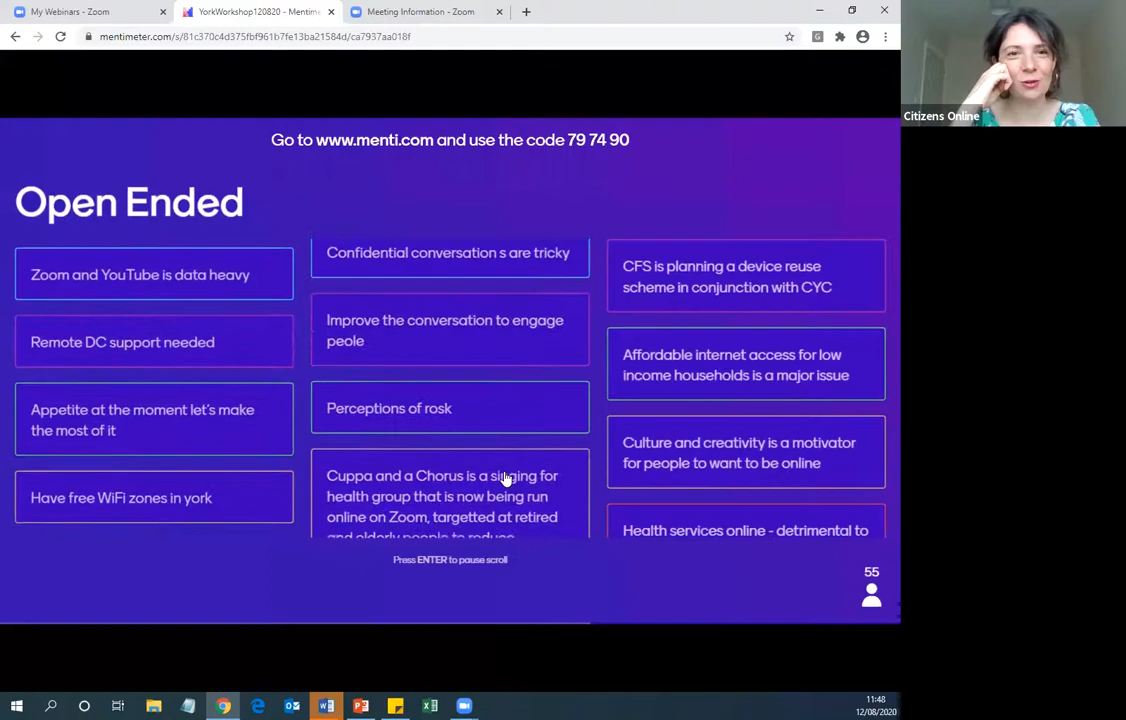 My Webinars - Zoom
YorkWorkshop120820 - Mentime
Meeting Information - Zoom
mentimeter.com/s/81c370c4d375fbf961b7fe13ba21584d/ca7937aa018f
Citizens Online
Go to www.menti.com and use the code 79 74 90
Open Ended
Zoom and YouTube is data heavy
Remote DC support needed
Appetite at the moment let's make
the most of it
Have free WiFi zones in york
Confidential conversation s are tricky
Improve the conversation to engage
peole
Perceptions of rosk
Cuppa and a Chorus is a singing for
health group that is now being run
online on Zoom, targetted at retired
and elderly people to reduce
CFS is planning a device reuse
scheme in conjunction with CYC
Affordable internet access for low
income households is a major issue
Culture and creativity is a motivator
for people to want to be online
Health services online - detrimental to
Press ENTER to pause scroll
55
11:48
12/08/2020